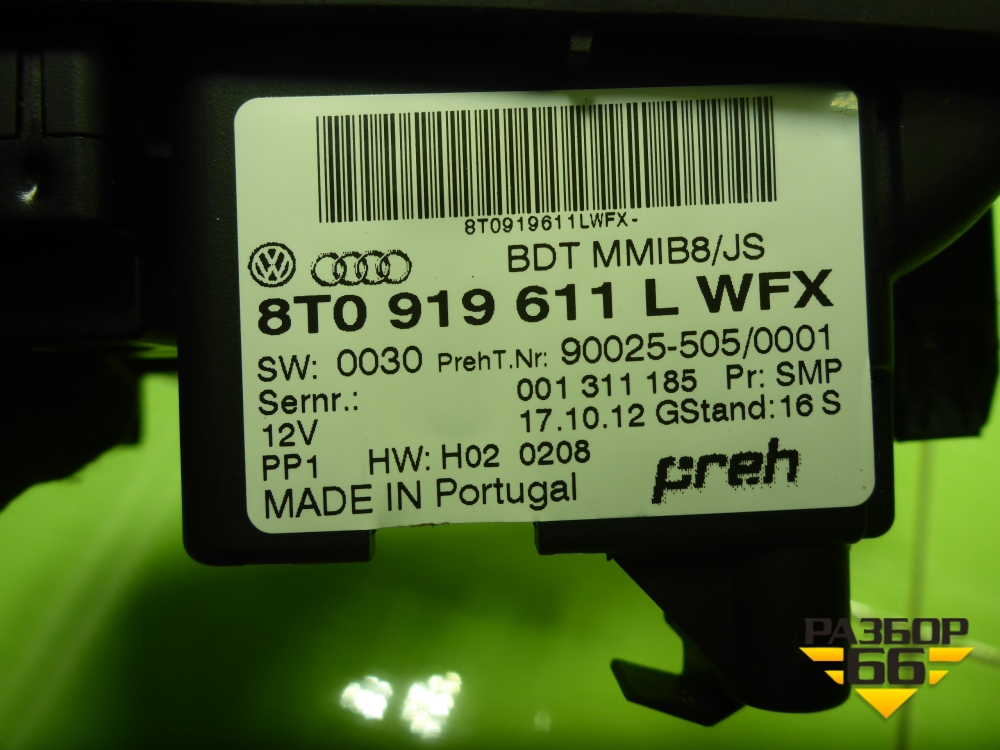 8T0919611LWFX-
BDT MMIB8/JS
8T0 919 611 L WFX
SW: 0030 PrehT.Nr: 90025-505/0001
Sernr.: 001 311 185 Pr: SMP
12V 17.10.12 GStand: 16 S
PP1 HW: H02 0208
preh
MADE IN Portugal
РАЗБОР
66